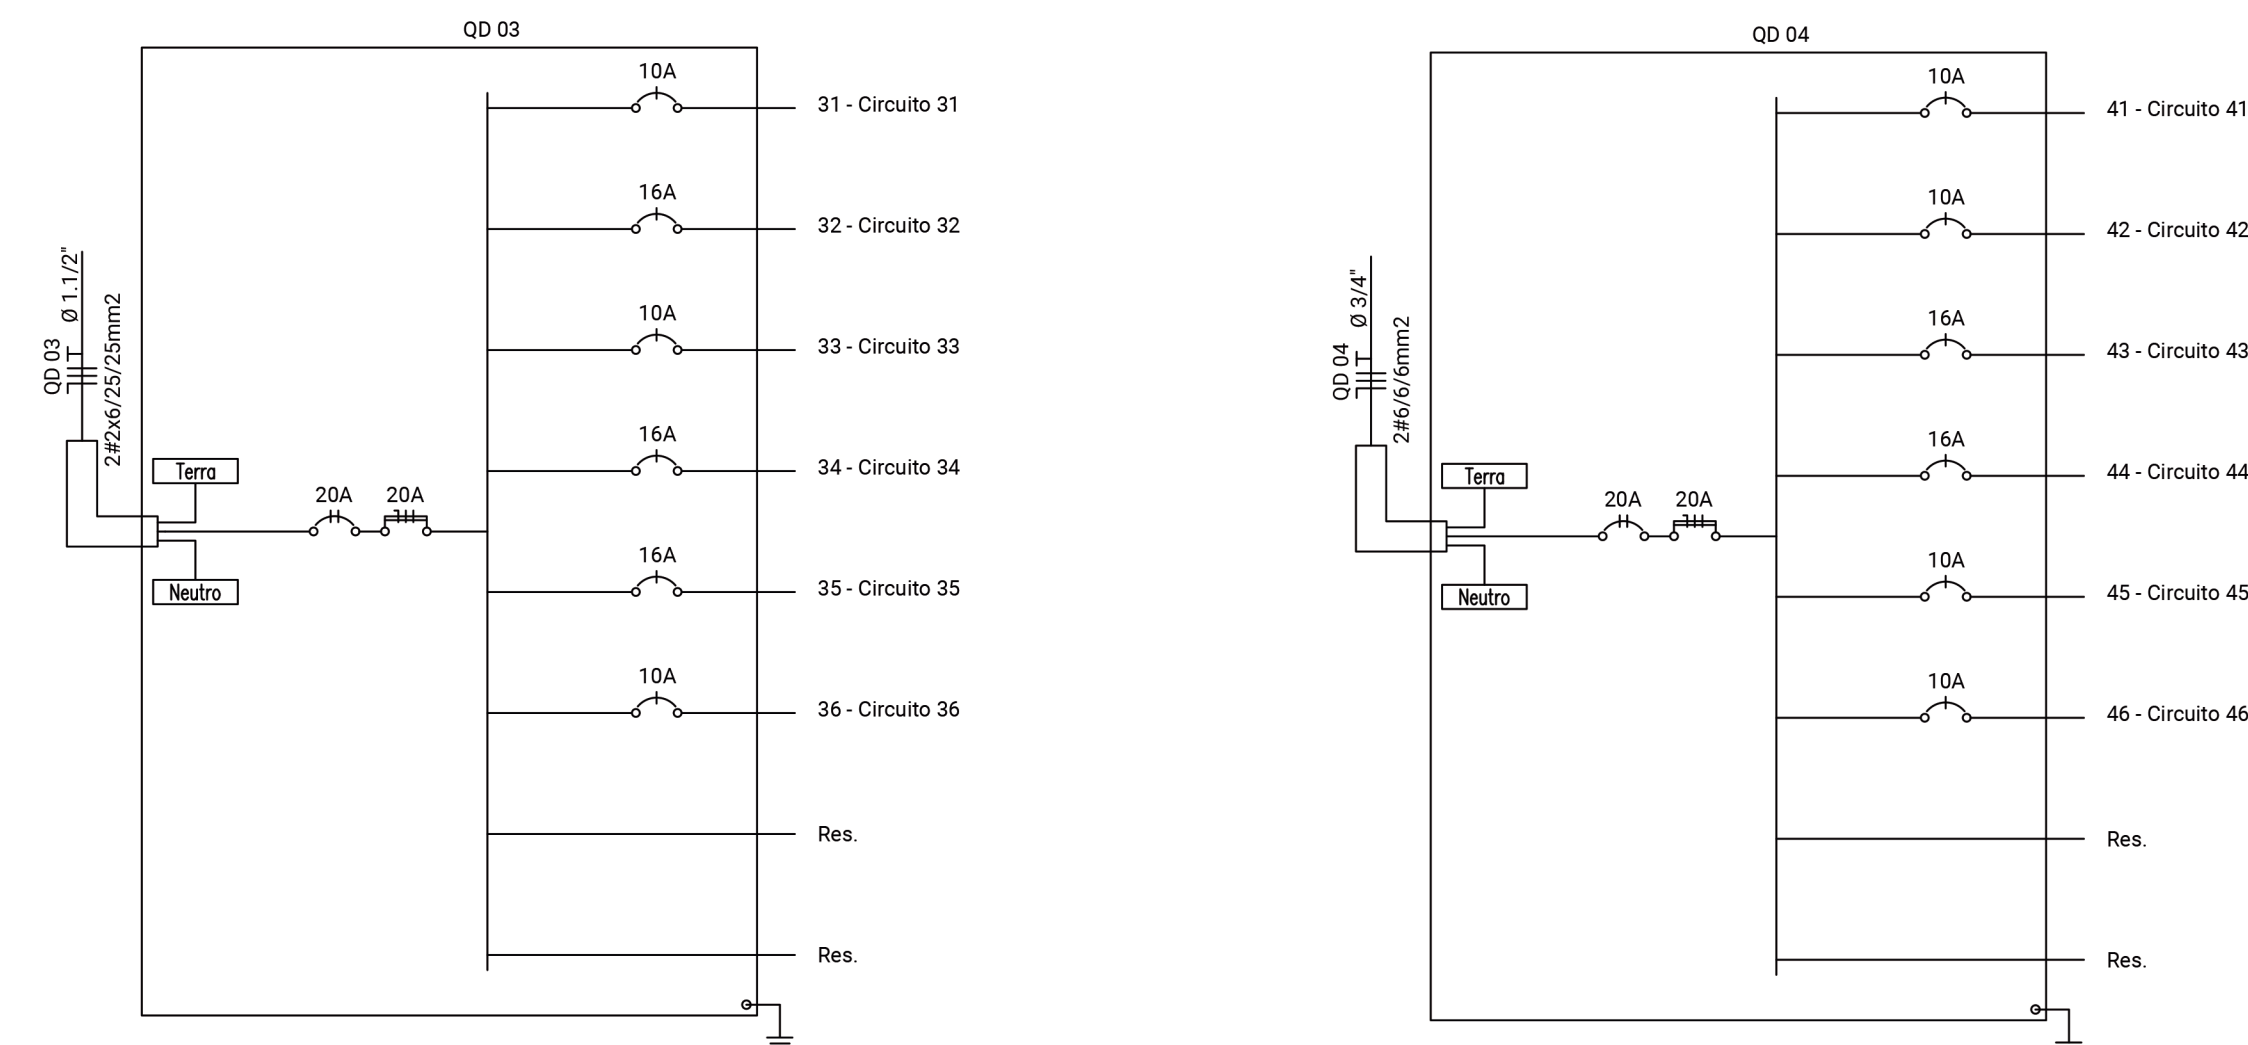 QD 03
10A
31 - Circuito 31
16A
32 - Circuito 32
10A
33 - Circuito 33
16A
34 - Circuito 34
16A
35 - Circuito 35
10A
36 - Circuito 36
Res.
Res.
QD 03
Ø 1.1/2"
2#2x6/25/25mm2
Terra
20A
20A
Neutro
QD 04
10A
41 - Circuito 41
10A
42 - Circuito 42
16A
43 - Circuito 43
16A
44 - Circuito 44
10A
45 - Circuito 45
10A
46 - Circuito 46
Res.
Res.
QD 04
Ø 3/4"
2#6/6/6mm2
Terra
20A
20A
Neutro